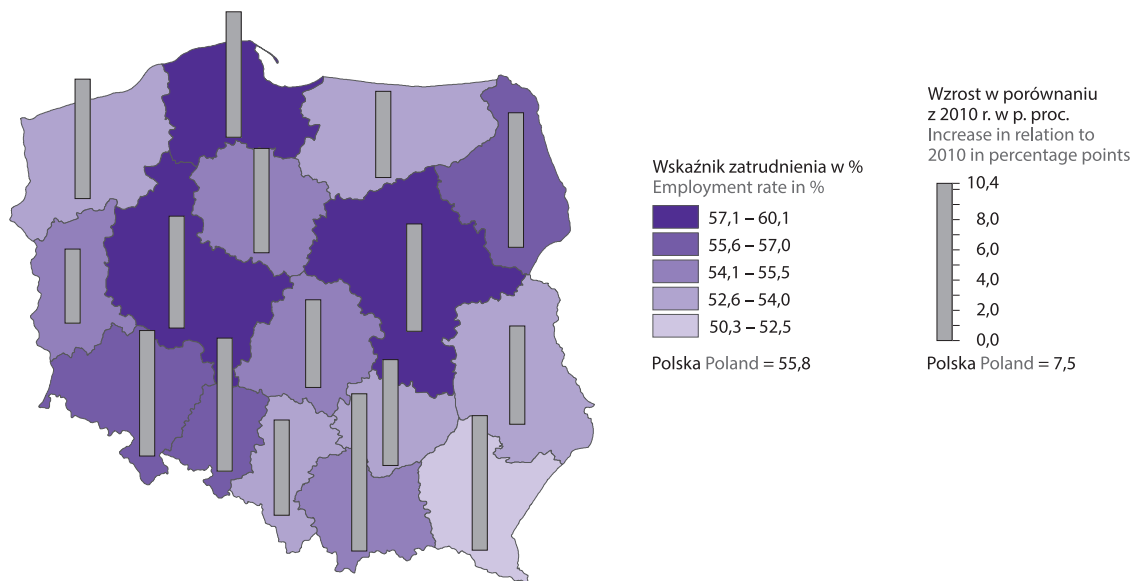 Wskaźnik zatrudnienia w %
Employment rate in %
57,1 – 60,1
55,6 – 57,0
54,1 – 55,5
52,6 – 54,0
50,3 – 52,5
Polska Poland = 55,8
Wzrost w porównaniu
z 2010 r. w p. proc.
Increase in relation to
2010 in percentage points
10,4
8,0
6,0
4,0
2,0
0,0
Polska Poland = 7,5